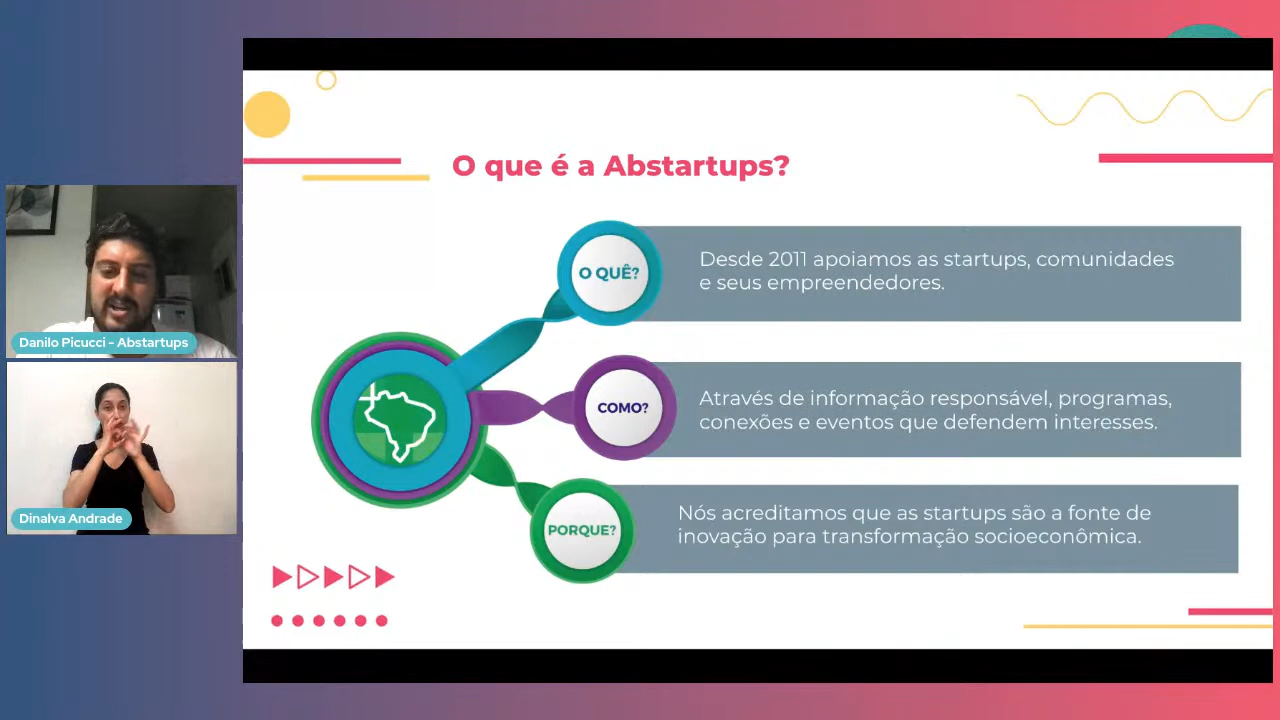 O que é a Abstartups?
O QUÊ?
Desde 2011 apoiamos as startups, comunidades
e seus empreendedores.
COMO?
Através de informação responsável, programas,
conexões e eventos que defendem interesses.
PORQUE?
Nós acreditamos que as startups são a fonte de
inovação para transformação socioeconômica.
Danilo Picucci - Abstartups
Dinalva Andrade